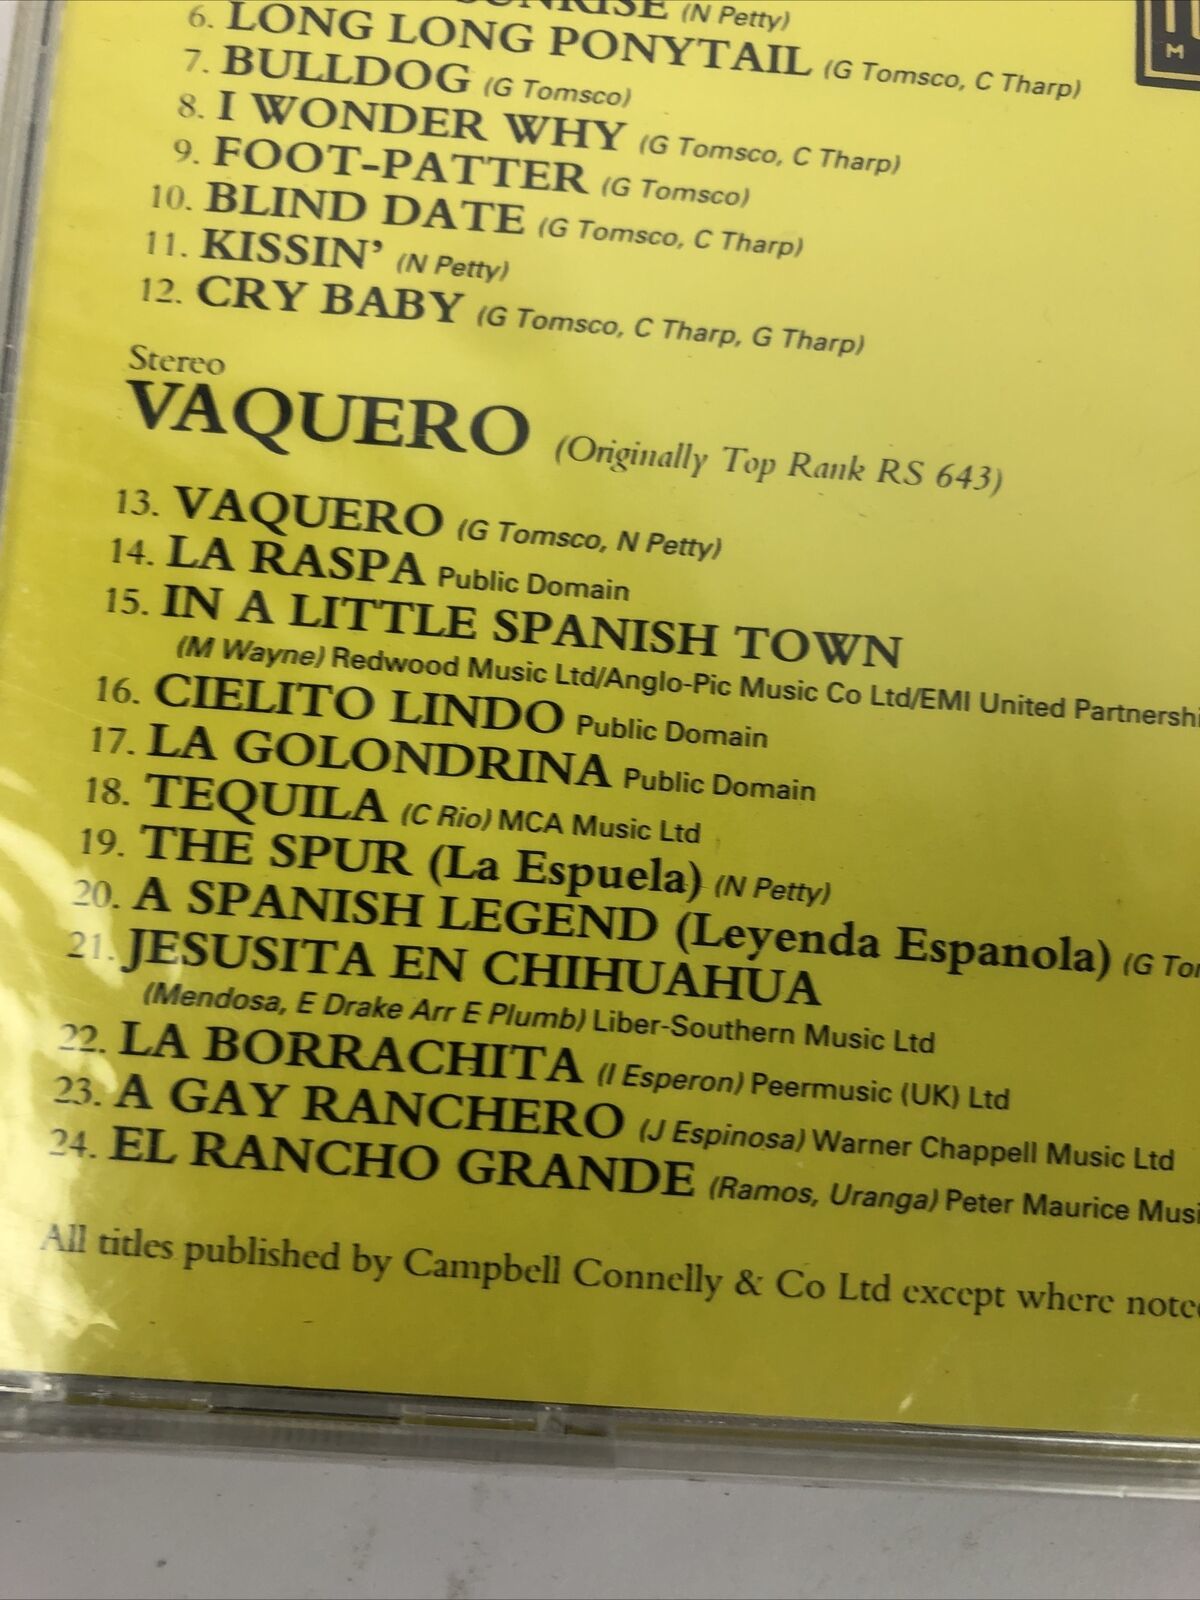 SUNRISE (N Petty)
6. LONG LONG PONYTAIL (G Tomsco, C Tharp)
7. BULLDOG (G Tomsco)
8. I WONDER WHY (G Tomsco, C Tharp)
9. FOOT-PATTER (G Tomsco)
10. BLIND DATE (G Tomsco, C Tharp)
11. KISSIN' (N Petty)
12. CRY BABY (G Tomsco, C Tharp, G Tharp)
Stereo
VAQUERO (Originally Top Rank RS 643)
13. VAQUERO (G Tomsco, N Petty)
14. LA RASPA Public Domain
15. IN A LITTLE SPANISH TOWN
(M Wayne) Redwood Music Ltd/Anglo-Pic Music Co Ltd/EMI United
16. CIELITO LINDO Public Domain
17. LA GOLONDRINA Public Domain
18. TEQUILA (C Rio) MCA Music Ltd
19. THE SPUR (La Espuela) (N Petty)
20. A SPANISH LEGEND (Leyenda Espanola) (G
21. JESUSITA EN CHIHUAHUA
(Mendosa, E Drake Arr E Plumb) Liber-Southern Music Ltd
22. LA BORRACHITA (I Esperon) Peermusic (UK) Ltd
23. A GAY RANCHERO (J Espinosa) Warner Chappell Music Ltd
24. EL RANCHO GRANDE (Ramos, Uranga) Peter Maurice
All titles published by Campbell Connelly & Co Ltd except where